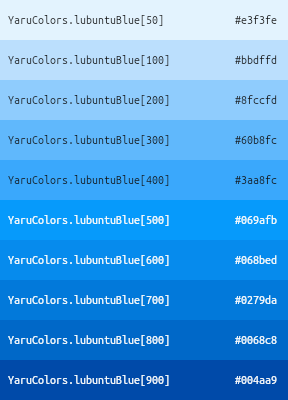 YaruColors.lubuntuBlue[50] #e3f3fe
YaruColors.lubuntuBlue[100] #bbdffd
YaruColors.lubuntuBlue[200] #8fccfd
YaruColors.lubuntuBlue[300] #60b8fc
YaruColors.lubuntuBlue[400] #3aa8fc
YaruColors.lubuntuBlue[500] #069afb
YaruColors.lubuntuBlue[600] #068bed
YaruColors.lubuntuBlue[700] #0279da
YaruColors.lubuntuBlue[800] #0068c8
YaruColors.lubuntuBlue[900] #004aa9